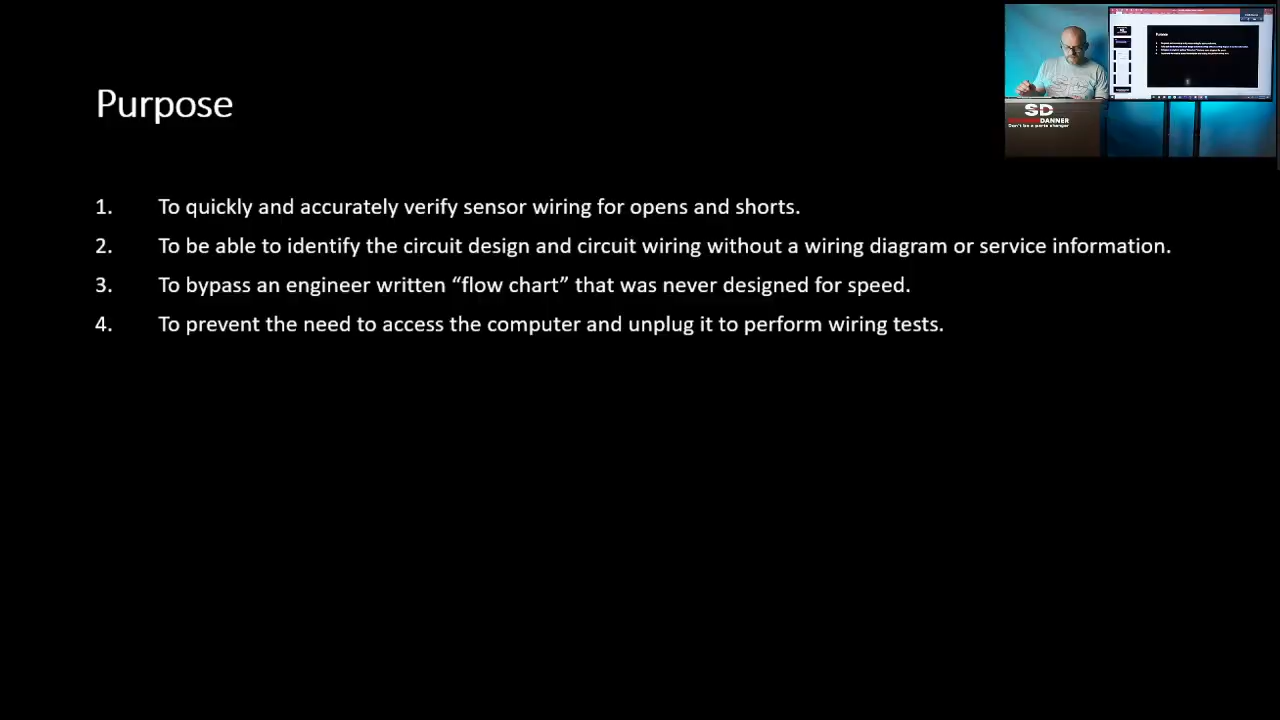 Purpose
1. To quickly and accurately verify sensor wiring for opens and shorts.
2. To be able to identify the circuit design and circuit wiring without a wiring diagram or service information.
3. To bypass an engineer written “flow chart” that was never designed for speed.
4. To prevent the need to access the computer and unplug it to perform wiring tests.
SD
DANNER
Don't be a parts changer
Purpose